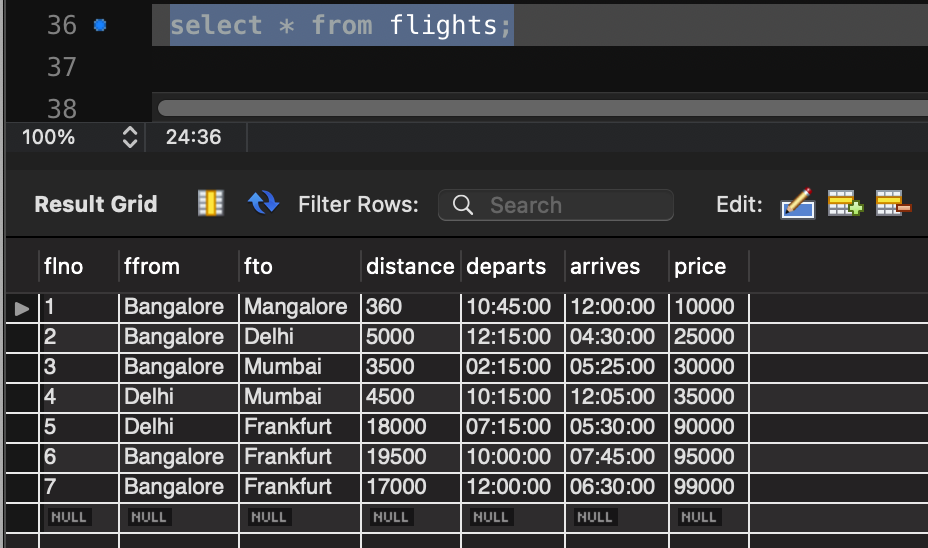 36 select * from flights;
37
38
100% 24:36
Result Grid Filter Rows: Search Edit:
flno ffrom fto distance departs arrives price
1 Bangalore Mangalore 360 10:45:00 12:00:00 10000
2 Bangalore Delhi 5000 12:15:00 04:30:00 25000
3 Bangalore Mumbai 3500 02:15:00 05:25:00 30000
4 Delhi Mumbai 4500 10:15:00 12:05:00 35000
5 Delhi Frankfurt 18000 07:15:00 05:30:00 90000
6 Bangalore Frankfurt 19500 10:00:00 07:45:00 95000
7 Bangalore Frankfurt 17000 12:00:00 06:30:00 99000
NULL NULL NULL NULL NULL NULL NULL